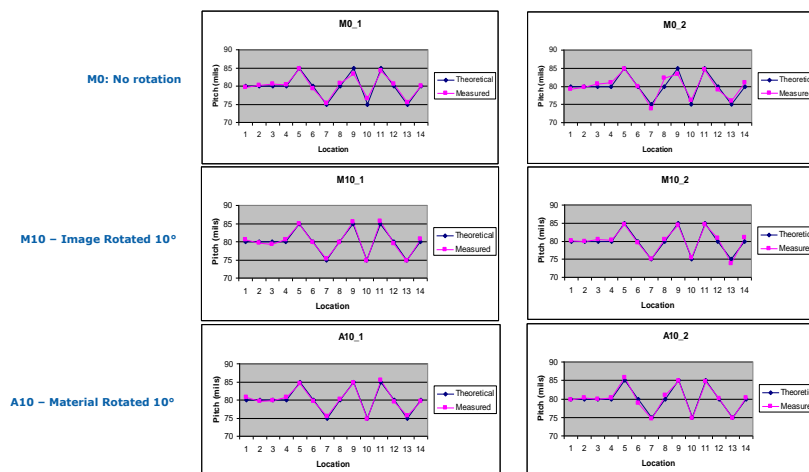 M0: No rotation
M0_1
Pitch (mils)
90
85
80
75
70
1 2 3 4 5 6 7 8 9 10 11 12 13 14
Location
Theoretical
Measured
M0_2
Pitch (mils)
90
85
80
75
70
1 2 3 4 5 6 7 8 9 10 11 12 13 14
Location
Theoretical
Measured
M10 – Image Rotated 10°
M10_1
Pitch (mils)
90
85
80
75
70
1 2 3 4 5 6 7 8 9 10 11 12 13 14
Location
Theoretical
Measured
M10_2
Pitch (mils)
90
85
80
75
70
1 2 3 4 5 6 7 8 9 10 11 12 13 14
Location
Theoretical
Measured
A10 – Material Rotated 10°
A10_1
Pitch (mils)
90
85
80
75
70
1 2 3 4 5 6 7 8 9 10 11 12 13 14
Location
Theoretical
Measured
A10_2
Pitch (mils)
90
85
80
75
70
1 2 3 4 5 6 7 8 9 10 11 12 13 14
Location
Theoretical
Measured